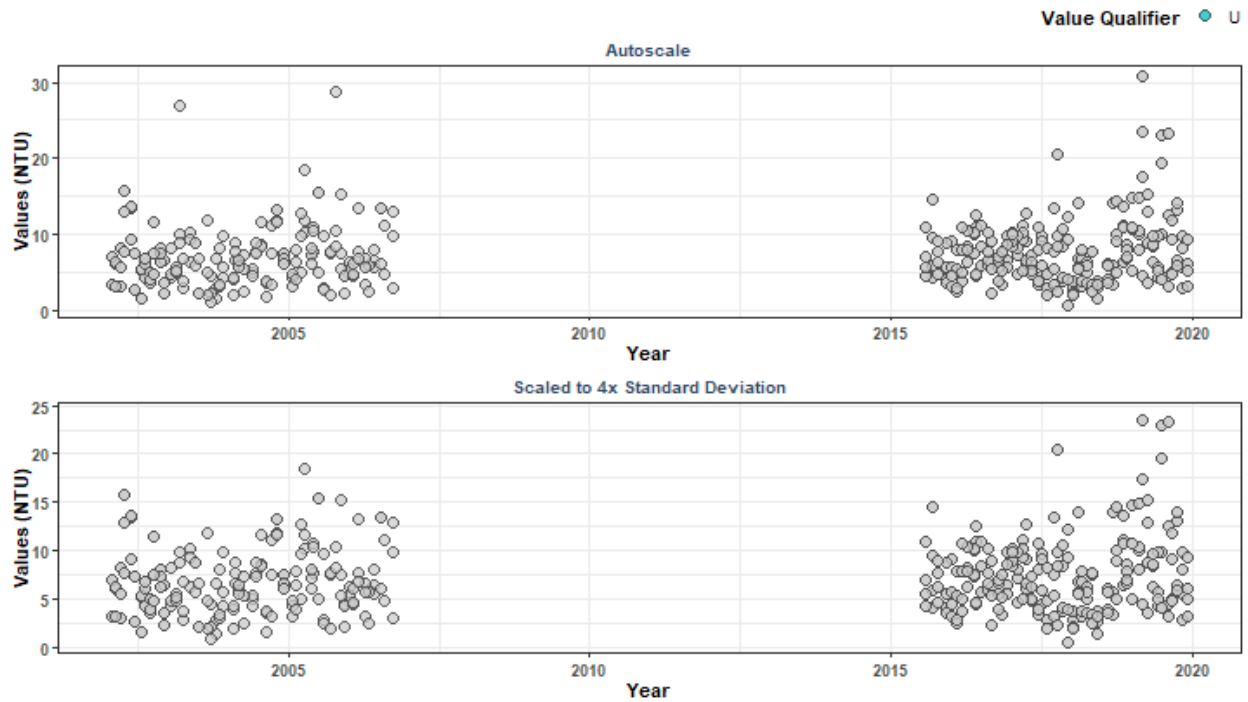 Value Qualifier U
Autoscale
Values (NTU)
30
20
10
0
2005 2010 2015 2020
Year
Scaled to 4x Standard Deviation
Values (NTU)
25
20
15
10
5
0
2005 2010 2015 2020
Year